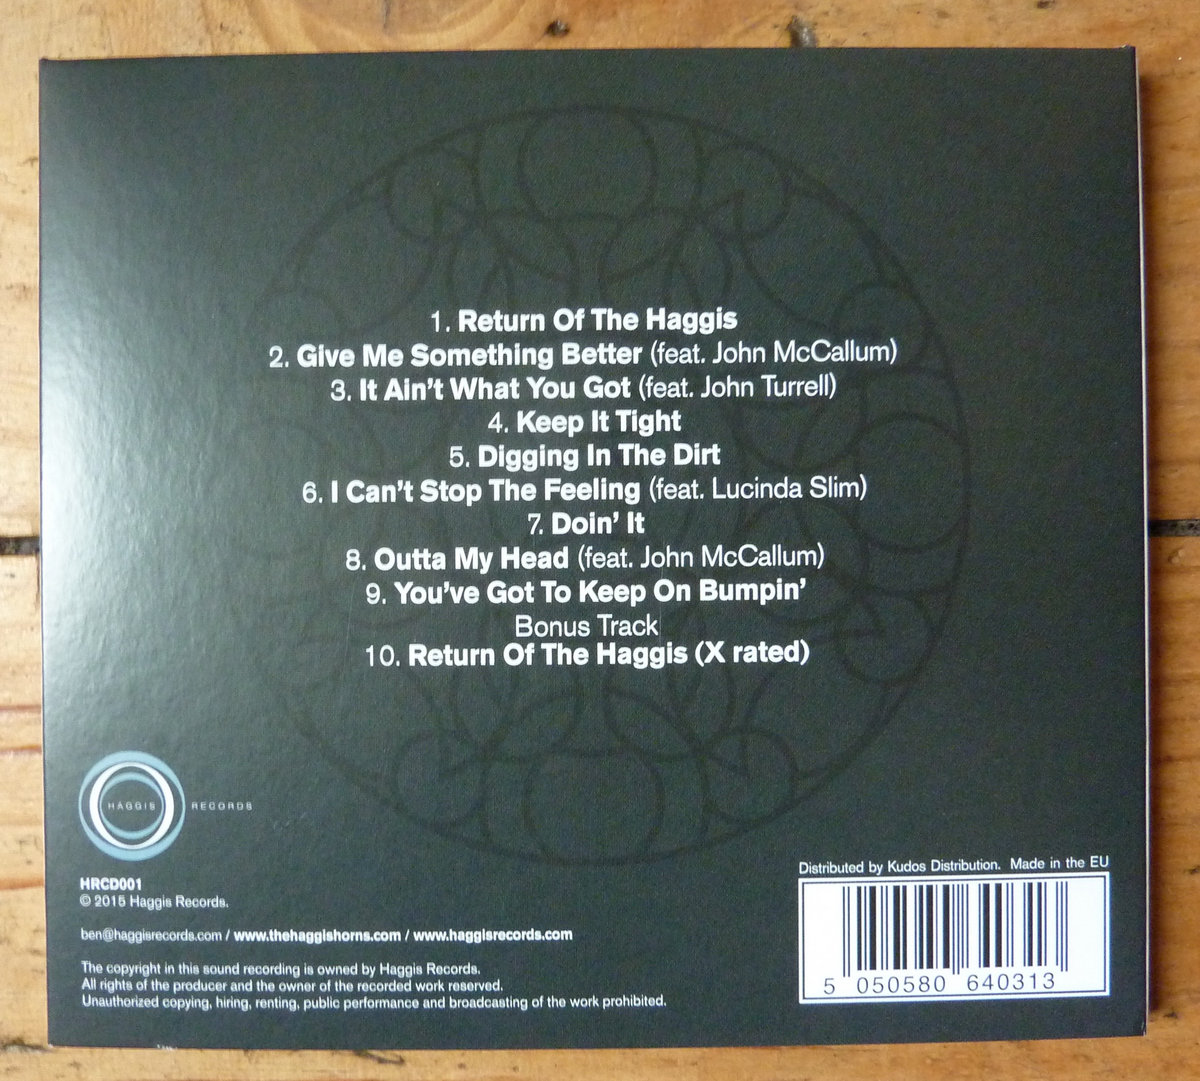 1. Return Of The Haggis
2. Give Me Something Better (feat. John McCallum)
3. It Ain't What You Got (feat. John Turrell)
4. Keep It Tight
5. Digging In The Dirt
6. I Can't Stop The Feeling (feat. Lucinda Slim)
7. Doin' It
8. Outta My Head (feat. John McCallum)
9. You've Got To Keep On Bumpin'
Bonus Track
10. Return Of The Haggis (X rated)
HAGGIS RECORDS
HRCD001
© 2015 Haggis Records.
ben@haggisrecords.com / www.thehaggishorns.com / www.haggisrecords.com
The copyright in this sound recording is owned by Haggis Records.
All rights of the producer and the owner of the recorded work reserved.
Unauthorized copying, hiring, renting, public performance and broadcasting of the work prohibited.
Distributed by Kudos Distribution. Made in the EU
5 050580 640313